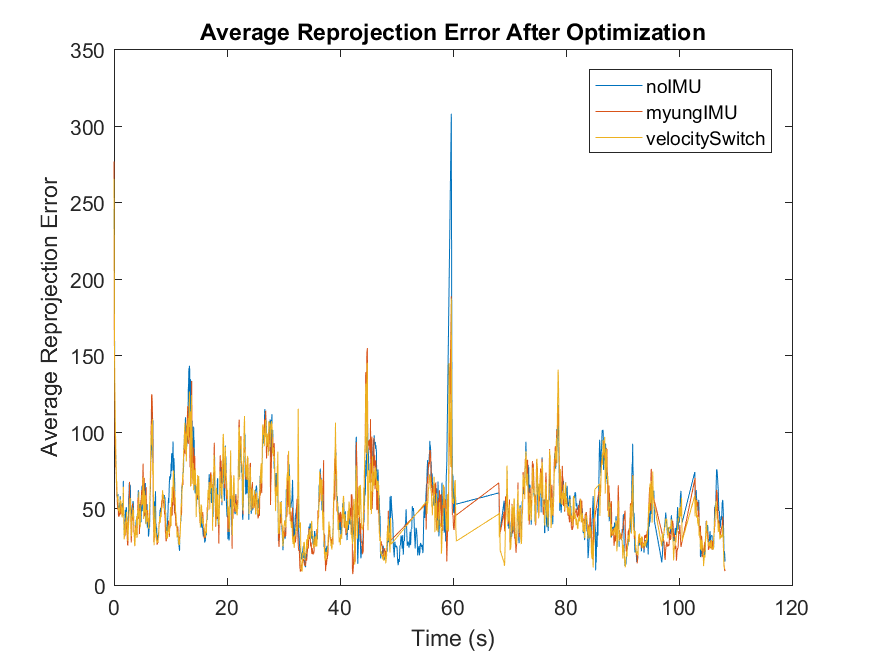 Average Reprojection Error After Optimization
350
300
250
200
150
100
50
0
Average Reprojection Error
noIMU
myungIMU
velocitySwitch
0 20 40 60 80 100 120
Time (s)